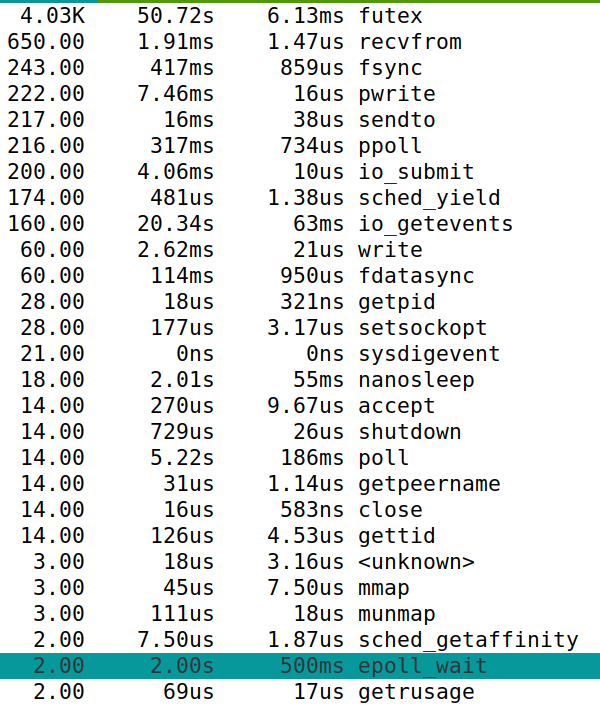 4.03K 50.72s 6.13ms futex
650.00 1.91ms 1.47us recvfrom
243.00 417ms 859us fsync
222.00 7.46ms 16us pwrite
217.00 16ms 38us sendto
216.00 317ms 734us ppoll
200.00 4.06ms 10us io_submit
174.00 481us 1.38us sched_yield
160.00 20.34s 63ms io_getevents
60.00 2.62ms 21us write
60.00 114ms 950us fdatasync
28.00 18us 321ns getpid
28.00 177us 3.17us setsockopt
21.00 0ns 0ns sysdigevent
18.00 2.01s 55ms nanosleep
14.00 270us 9.67us accept
14.00 729us 26us shutdown
14.00 5.22s 186ms poll
14.00 31us 1.14us getpeername
14.00 16us 583ns close
14.00 126us 4.53us gettid
3.00 18us 3.16us <unknown>
3.00 45us 7.50us mmap
3.00 111us 18us munmap
2.00 7.50us 1.87us sched_getaffinity
2.00 2.00s 500ms epoll_wait
2.00 69us 17us getrusage